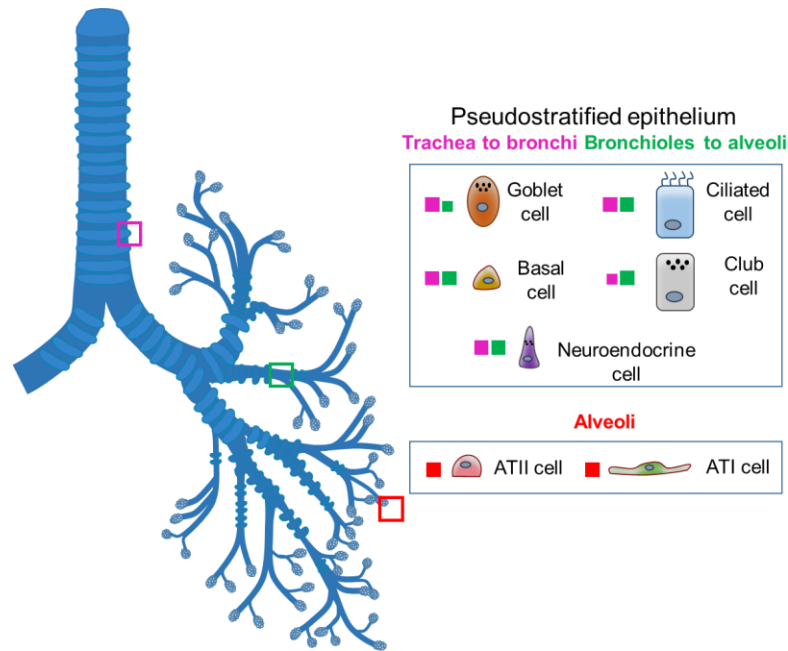 Pseudostratified epithelium
Trachea to bronchi Bronchioles to alveoli
Goblet
cell
Ciliated
cell
Basal
cell
Club
cell
Neuroendocrine
cell
Alveoli
ATII cell
ATI cell